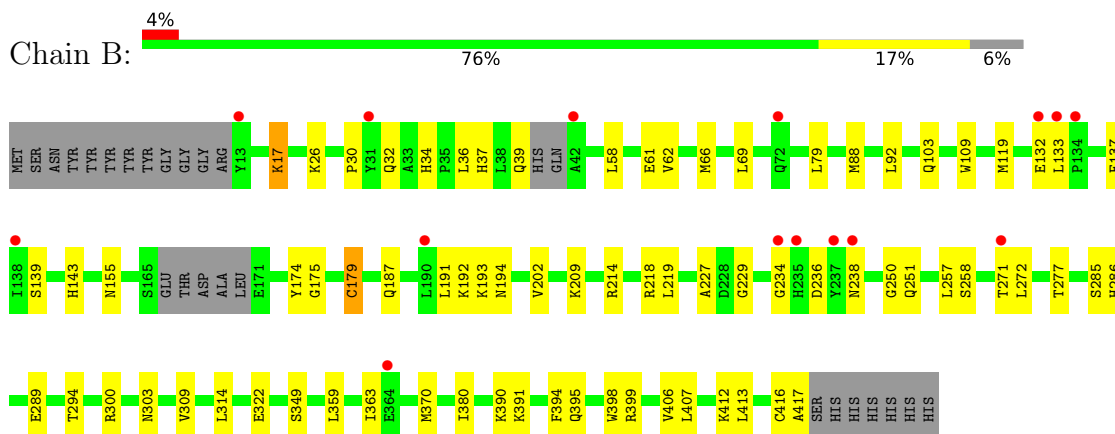 4%
Chain B:
76% 17% 6%
MET SER ASN TYR TYR TYR TYR TYR GLY GLY GLY ARG Y13 K17 K26 P30 Y31 Q32 A33 H34 P35 L36 H37 L38 Q39 HIS GLN A42 L58 E61 V62 M66 L69 Q72 L79 M88 L92 Q103 W109 M119 E132 L133 P134 E137
I138 S139 H143 N155 S165 GLU THR ASP ALA LEU E171 Y174 G175 C179 Q187 L190 L191 K192 K193 N194 V202 K209 R214 R218 L219 A227 D228 G229 G234 H235 D236 Y237 N238 G250 Q251 L257 S258 T271 L272 T277 S285 H286
E289 T294 R300 N303 V309 L314 E322 S349 L359 I363 E364 M370 I380 K390 K391 F394 Q395 W398 R399 V406 L407 K412 L413 C416 A417 SER HIS HIS HIS HIS HIS HIS